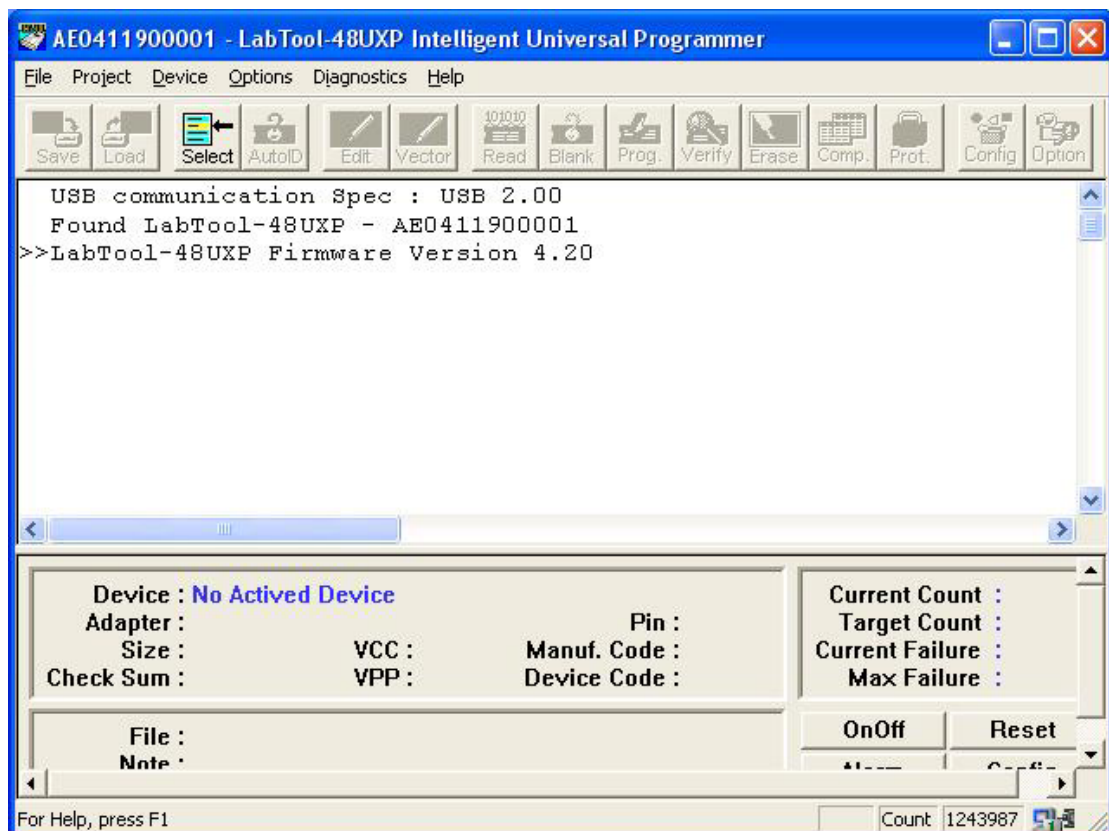 AE0411900001 - LabTool-48UXP Intelligent Universal Programmer
File Project Device Options Diagnostics Help
Save Load Select AutoID Edit Vector Read Blank Prog. Verify Erase Comp. Prot. Config Option
USB communication Spec : USB 2.00
Found LabTool-48UXP - AE0411900001
>>LabTool-48UXP Firmware Version 4.20
Device : No Actived Device
Adapter : Pin :
Size : VCC : Manuf. Code :
Check Sum : VPP : Device Code :
Current Count :
Target Count :
Current Failure :
Max Failure :
File :
Note :
OnOff Reset
Alarm Config
For Help, press F1
Count 1243987